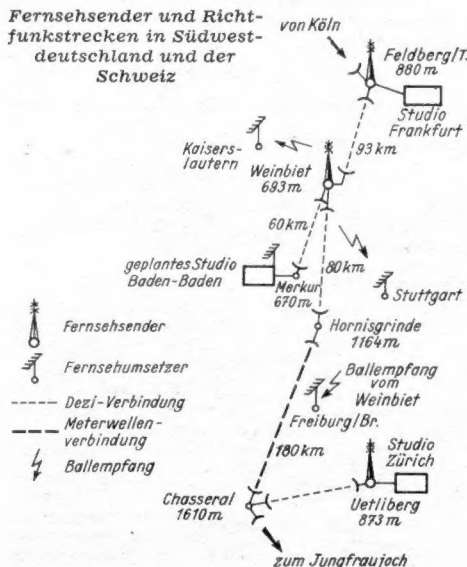 Fernsehsender und Richt-
funkstrecken in Südwest-
deutschland und der
Schweiz
von Köln
Feldberg/T.
880 m
Studio
Frankfurt
Kaisers-
lautern
93 km
Weinbiet
693 m
60 km
80 km
geplantes Studio
Baden-Baden
Merkur
670 m
Stuttgart
Hornisgrinde
1164 m
Fernsehsender
Fernsehumsetzer
Dezi-Verbindung
Meterwellen-
verbindung
Ballempfang
Ballempfang
vom
Weinbiet
Freiburg/Br.
180 km
Studio
Zürich
Chasseral
1610 m
Uetliberg
873 m
zum Jungfraujoch